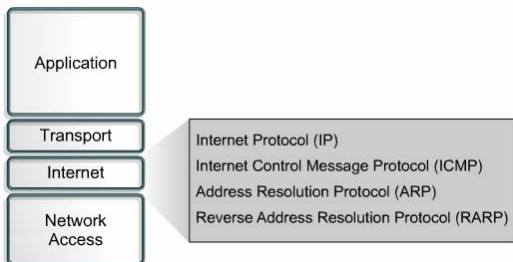 Application
Transport
Internet
Network
Access
Internet Protocol (IP)
Internet Control Message Protocol (ICMP)
Address Resolution Protocol (ARP)
Reverse Address Resolution Protocol (RARP)